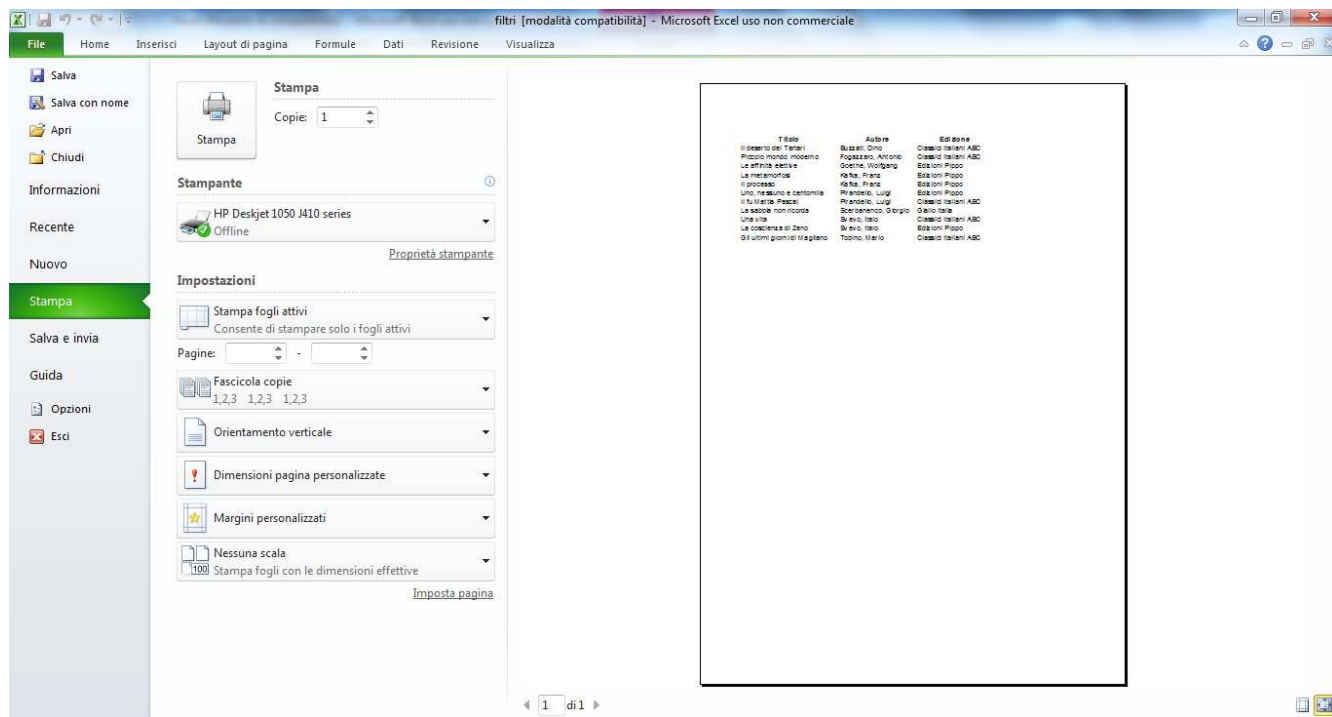 filtri [modalità compatibilità] - Microsoft Excel uso non commerciale
File Home Inserisci Layout di pagina Formule Dati Revisione Visualizza
Salva
Salva con nome
Apri
Chiudi
Informazioni
Recente
Nuovo
Stampa
Salva e invia
Guida
Opzioni
Esci
Stampa
Stampa
Copie: 1
Stampante
HP Deskjet 1050 J410 series
Offline
Proprietà stampante
Impostazioni
Stampa fogli attivi
Consente di stampare solo i fogli attivi
Pagine: -
Fascicola copie
1,2,3 1,2,3 1,2,3
Orientamento verticale
Dimensioni pagina personalizzate
Margini personalizzati
Nessuna scala
100 Stampa fogli con le dimensioni effettive
Imposta pagina
Titolo Autore Edizione
Il deserto dei Tartari Buzzati, Dino Classici Italiani ABC
Piccolo mondo moderno Fogazzaro, Antonio Classici Italiani ABC
Le affinità elettive Goethe, Wolfgang Edizioni Pippo
La metamorfosi Kafka, Franz Edizioni Pippo
Il processo Kafka, Franz Edizioni Pippo
Uno, nessuno e centomila Pirandello, Luigi Edizioni Pippo
Il fu Mattia Pascal Pirandello, Luigi Classici Italiani ABC
La sabbia non ricorda Scerbanenco, Giorgio Giallo Italia
Una vita Svevo, Italo Classici Italiani ABC
La coscienza di Zeno Svevo, Italo Edizioni Pippo
Gli ultimi giorni di Magliano Tobino, Mario Classici Italiani ABC
1 di 1